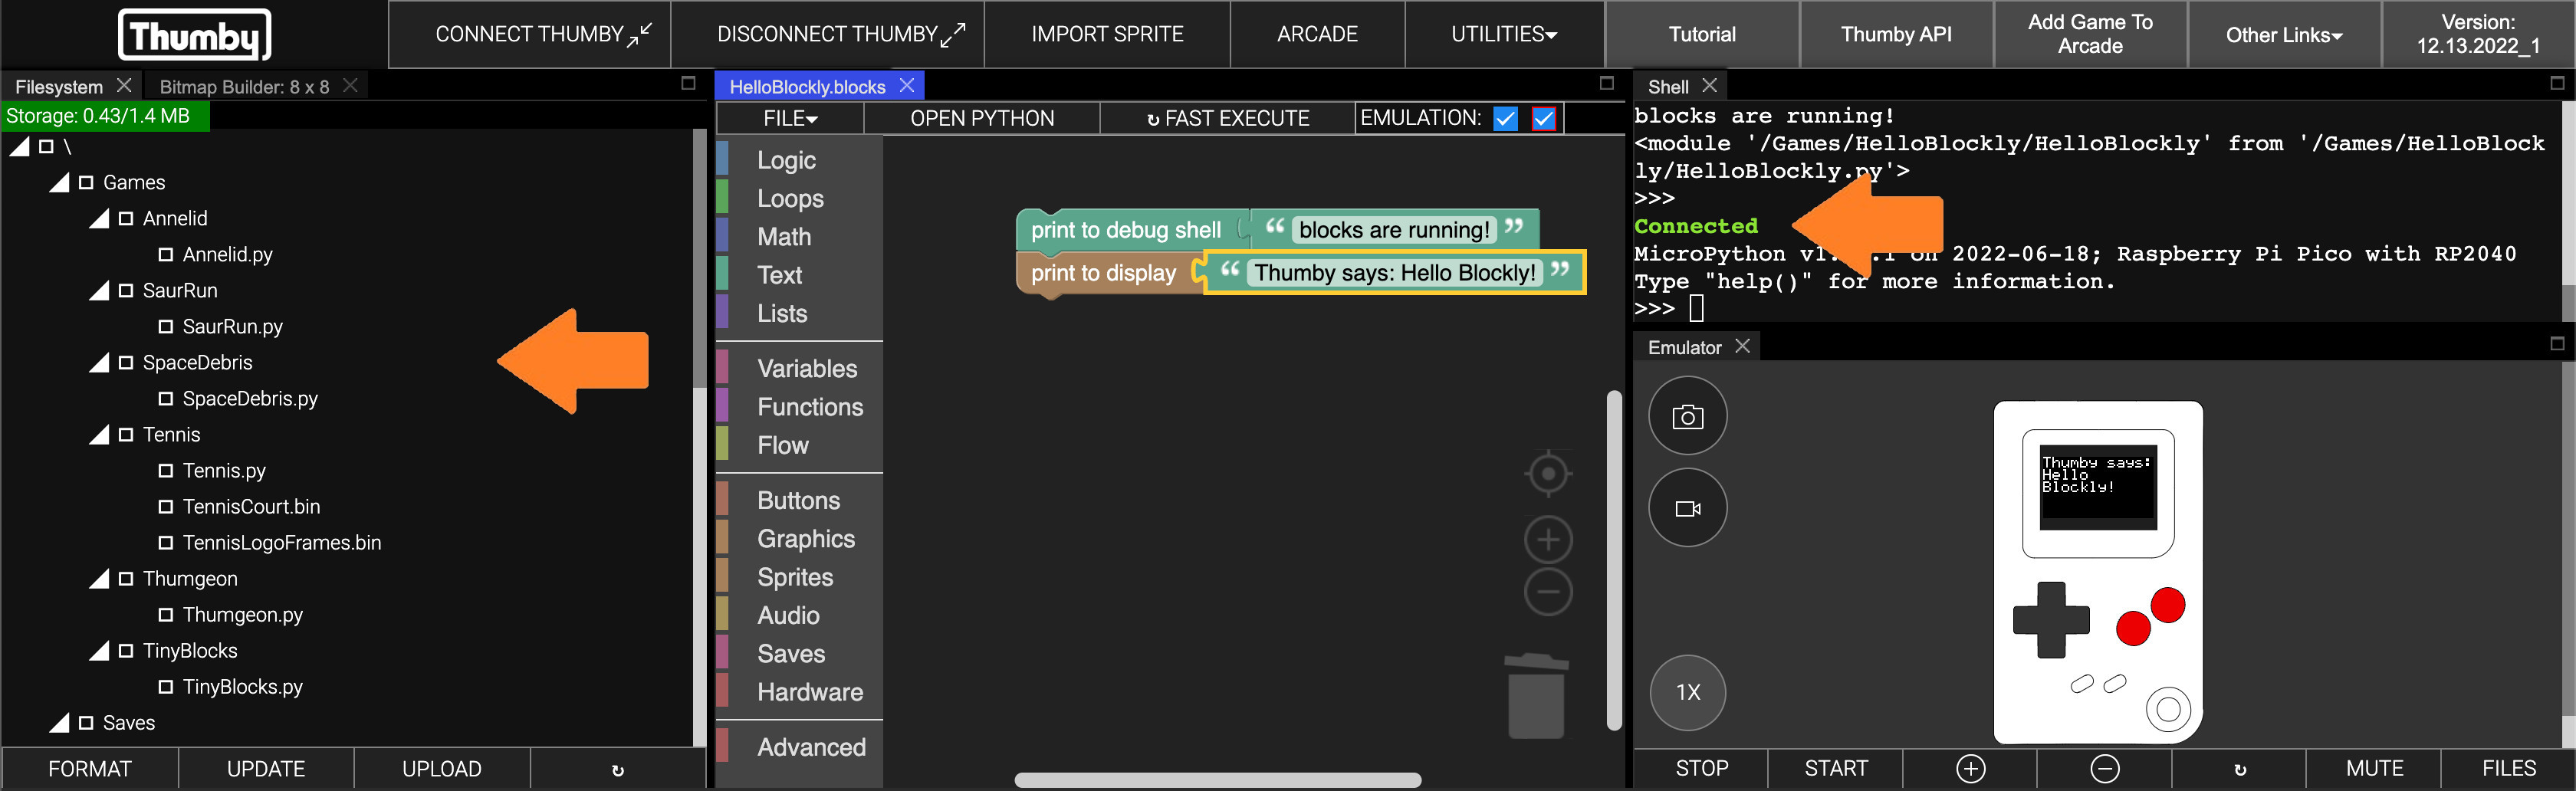 Thumby
CONNECT THUMBY
DISCONNECT THUMBY
IMPORT SPRITE
ARCADE
UTILITIES▾
Tutorial
Thumby API
Add Game To
Arcade
Other Links▾
Version:
12.13.2022_1
Filesystem
Bitmap Builder: 8 x 8
Storage: 0.43/1.4 MB
\
Games
Annelid
Annelid.py
SaurRun
SaurRun.py
SpaceDebris
SpaceDebris.py
Tennis
Tennis.py
TennisCourt.bin
TennisLogoFrames.bin
Thumgeon
Thumgeon.py
TinyBlocks
TinyBlocks.py
Saves
FORMAT
UPDATE
UPLOAD
↻
HelloBlockly.blocks
FILE▾
OPEN PYTHON
↻ FAST EXECUTE
EMULATION:
Logic
Loops
Math
Text
Lists
Variables
Functions
Flow
Buttons
Graphics
Sprites
Audio
Saves
Hardware
Advanced
print to debug shell “ blocks are running! ”
print to display “ Thumby says: Hello Blockly! ”
Shell
blocks are running!
<module '/Games/HelloBlockly/HelloBlockly' from '/Games/HelloBlock
ly/HelloBlockly.py'>
>>>
Connected
MicroPython on 2022-06-18; Raspberry Pi Pico with RP2040
Type "help()" for more information.
>>>
Emulator
Thumby says:
Hello
Blockly!
1X
STOP
START
↻
MUTE
FILES